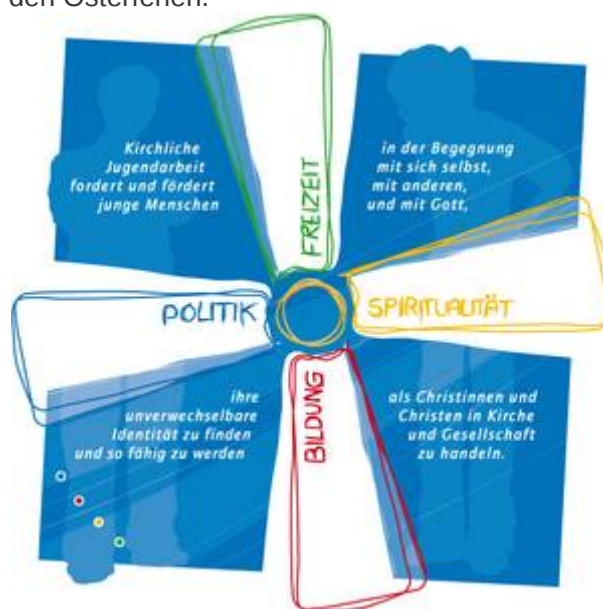 den Osterferien.
Kirchliche
Jugendarbeit
fordert und fördert
junge Menschen
FREIZEIT
in der Begegnung
mit sich selbst,
mit anderen,
und mit Gott,
POLITIK
SPIRITUALITÄT
ihre
unverwechselbare
Identität zu finden
und so fähig zu werden
BILDUNG
als Christinnen und
Christen in Kirche
und Gesellschaft
zu handeln.